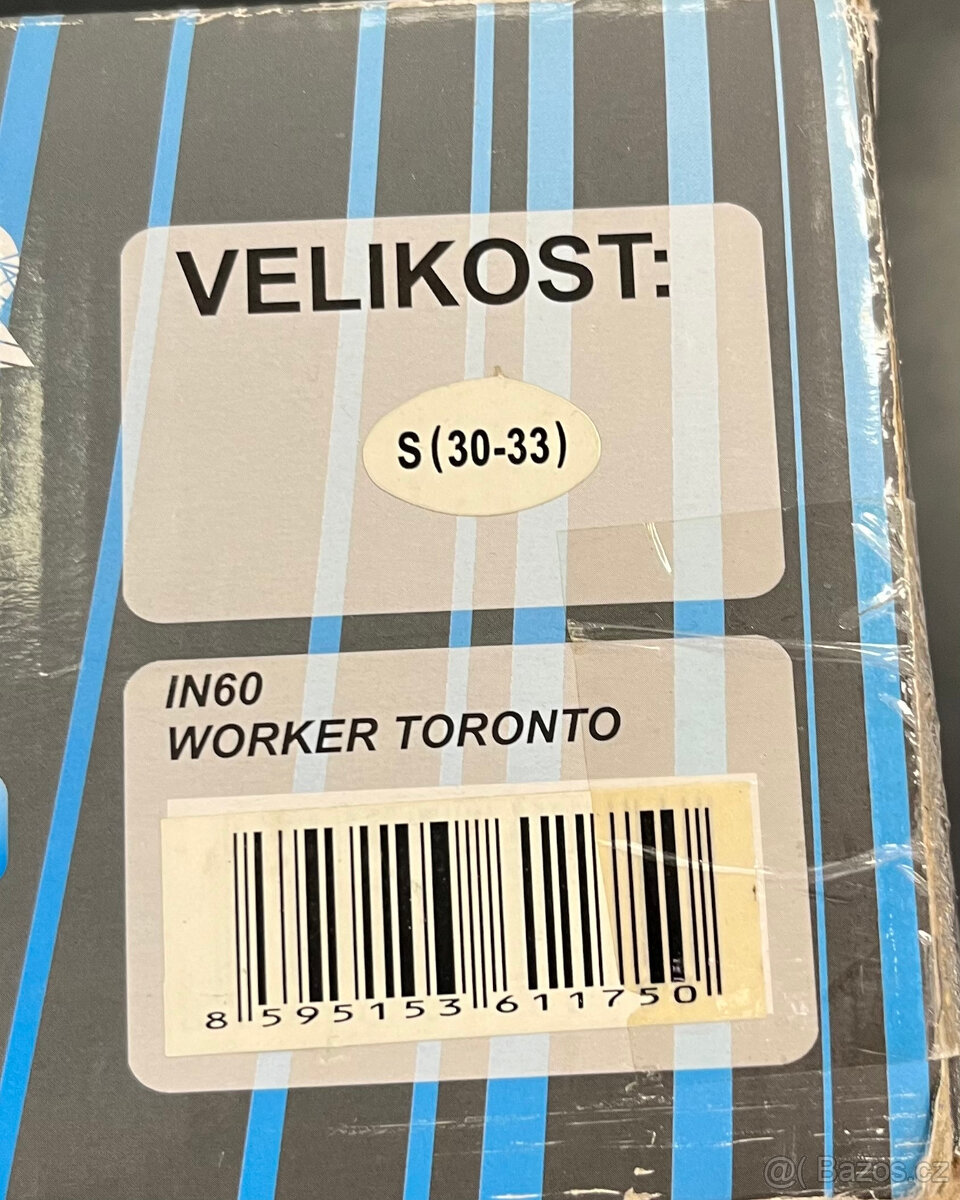 VELIKOST:
S (30-33)
IN60
WORKER TORONTO
8 595153 611750
@( Bazos.cz